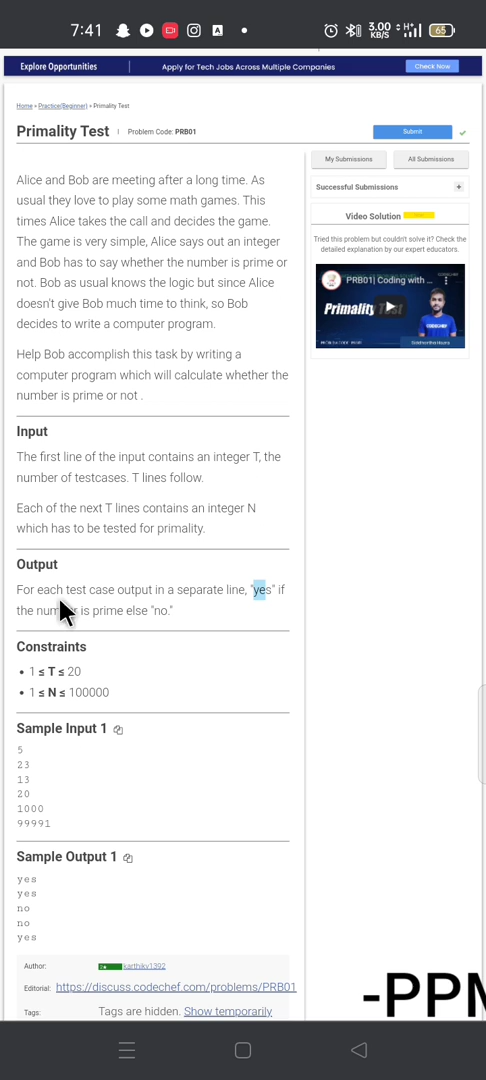 7:41
3.00
KB/S
H+
65
Explore Opportunities | Apply for Tech Jobs Across Multiple Companies Check Now
Home » Practice(Beginner) » Primality Test
Primality Test | Problem Code: PRB01 Submit
My Submissions All Submissions
Successful Submissions +
Video Solution
Tried this problem but couldn't solve it? Check the
detailed explanation by our expert educators.
PRB01| Coding with ...
Primality Test
CODECHEF
Alice and Bob are meeting after a long time. As
usual they love to play some math games. This
times Alice takes the call and decides the game.
The game is very simple, Alice says out an integer
and Bob has to say whether the number is prime or
not. Bob as usual knows the logic but since Alice
doesn't give Bob much time to think, so Bob
decides to write a computer program.
Help Bob accomplish this task by writing a
computer program which will calculate whether the
number is prime or not .
Input
The first line of the input contains an integer T, the
number of testcases. T lines follow.
Each of the next T lines contains an integer N
which has to be tested for primality.
Output
For each test case output in a separate line, "yes" if
the number is prime else "no."
Constraints
• 1 ≤ T ≤ 20
• 1 ≤ N ≤ 100000
Sample Input 1
5
23
13
20
1000
99991
Sample Output 1
yes
yes
no
no
yes
Author: karthikv1392
Editorial: https://discuss.codechef.com/problems/PRB01
Tags: Tags are hidden. Show temporarily
-PPM